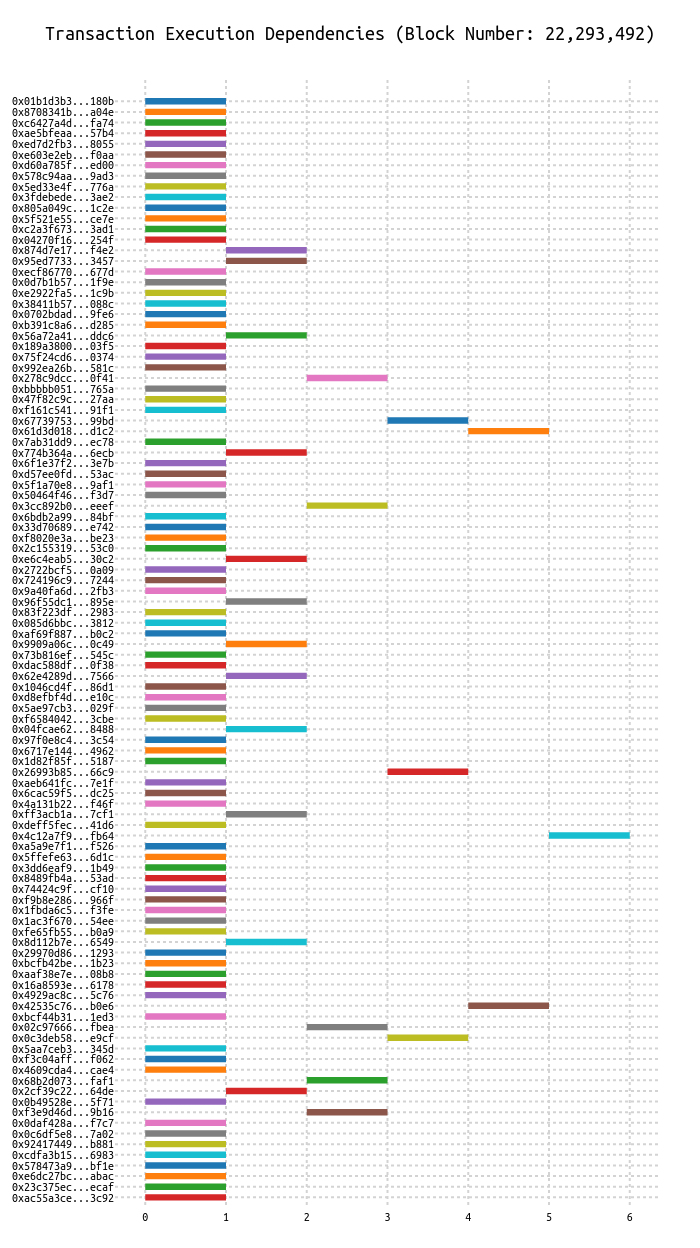 Transaction Execution Dependencies (Block Number: 22,293,492)
0x01b1d3b3...180b
0x8708341b...a04e
0xc6427a4d...fa74
0xae5bfeaa...57b4
0xed7d2fb3...8055
0xe603e2eb...f0aa
0xd60a785f...ed00
0x578c94aa...9ad3
0x5ed33e4f...776a
0x3fdebede...3ae2
0x805a049c...1c2e
0x5f521e55...ce7e
0xc2a3f673...3ad1
0x04270f16...254f
0x874d7e17...f4e2
0x95ed7733...3457
0xecf86770...677d
0x0d7b1b57...1f9e
0xe2922fa5...1c9b
0x38411b57...088c
0x0702bdad...9fe6
0xb391c8a6...d285
0x56a72a41...ddc6
0x189a3800...03f5
0x75f24cd6...0374
0x992ea26b...581c
0x278c9dcc...0f41
0xbbbbb051...765a
0x47f82c9c...27aa
0xf161c541...91f1
0x67739753...99bd
0x61d3d018...d1c2
0x7ab31dd9...ec78
0x774b364a...6ecb
0x6f1e37f2...3e7b
0xd57ee0fd...53ac
0x5f1a70e8...9af1
0x50464f46...f3d7
0x3cc892b0...eeef
0x6bdb2a99...84bf
0x33d70689...e742
0xf8020e3a...be23
0x2c155319...53c0
0xe6c4eab5...30c2
0x2722bcf5...0a09
0x724196c9...7244
0x9a40fa6d...2fb3
0x96f55dc1...895e
0x83f223df...2983
0x085d6bbc...3812
0xaf69f887...b0c2
0x9909a06c...0c49
0x73b816ef...545c
0xdac588df...0f38
0x62e4289d...7566
0x1046cd4f...86d1
0xd8efbf4d...e10c
0x5ae97cb3...029f
0xf6584042...3cbe
0x04fcae62...8488
0x97f0e8c4...3c54
0x6717e144...4962
0x1d82f85f...5187
0x26993b85...66c9
0xaeb641fc...7e1f
0x6cac59f5...dc25
0x4a131b22...f46f
0xff3acb1a...7cf1
0xdeff5fec...41d6
0x4c12a7f9...fb64
0xa5a9e7f1...f526
0x5ffefe63...6d1c
0x3dd6eaf9...1b49
0x8489fb4a...53ad
0x74424c9f...cf10
0xf9b8e286...966f
0x1fbda6c5...f3fe
0x1ac3f670...54ee
0xfe65fb55...b0a9
0x8d112b7e...6549
0x29970d86...1293
0xbcfb42be...1b23
0xaaf38e7e...08b8
0x16a8593e...6178
0x4929ac8c...5c76
0x42535c76...b0e6
0xbcf44b31...1ed3
0x02c97666...fbea
0x0c3deb58...e9cf
0x5aa7ceb3...345d
0xf3c04aff...f062
0x4609cda4...cae4
0x68b2d073...faf1
0x2cf39c22...64de
0x0b49528e...5f71
0xf3e9d46d...9b16
0x0daf428a...f7c7
0x0c6df5e8...7a02
0x92417449...b881
0xcdfa3b15...6983
0x578473a9...bf1e
0xe6dc27bc...abac
0x23c375ec...ecaf
0xac55a3ce...3c92
0 1 2 3 4 5 6